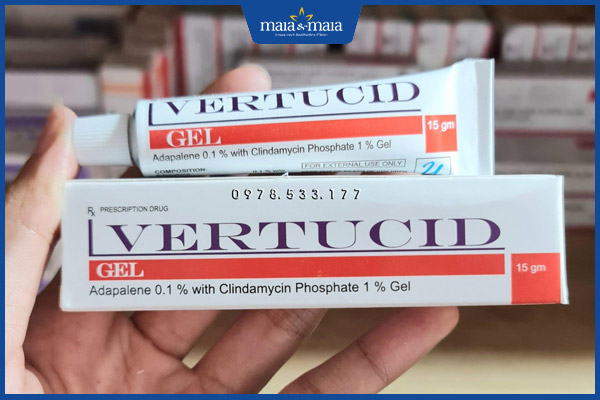 maia&maia
VERTUCID
GEL
15 gm
Adapalene 0.1 % with Clindamycin Phosphate 1 % Gel
COMPOSITION:
FOR EXTERNAL USE ONLY
21
0978.533.177
Rx PRESCRIPTION DRUG
VERTUCID
GEL
15 gm
Adapalene 0.1 % with Clindamycin Phosphate 1 % Gel